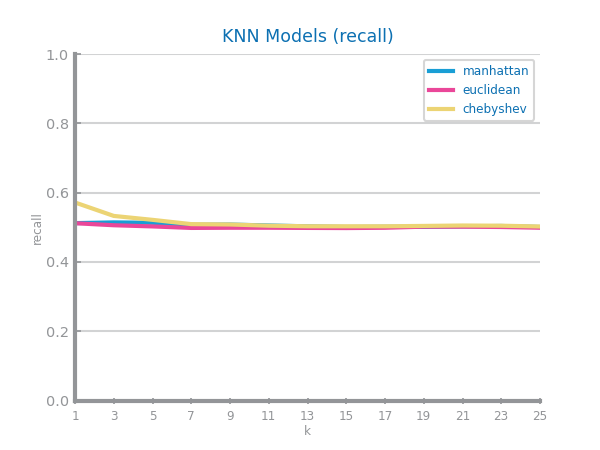 KNN Models (recall)
1.0
0.8
0.6
0.4
0.2
0.0
recall
manhattan
euclidean
chebyshev
1 3 5 7 9 11 13 15 17 19 21 23 25
k